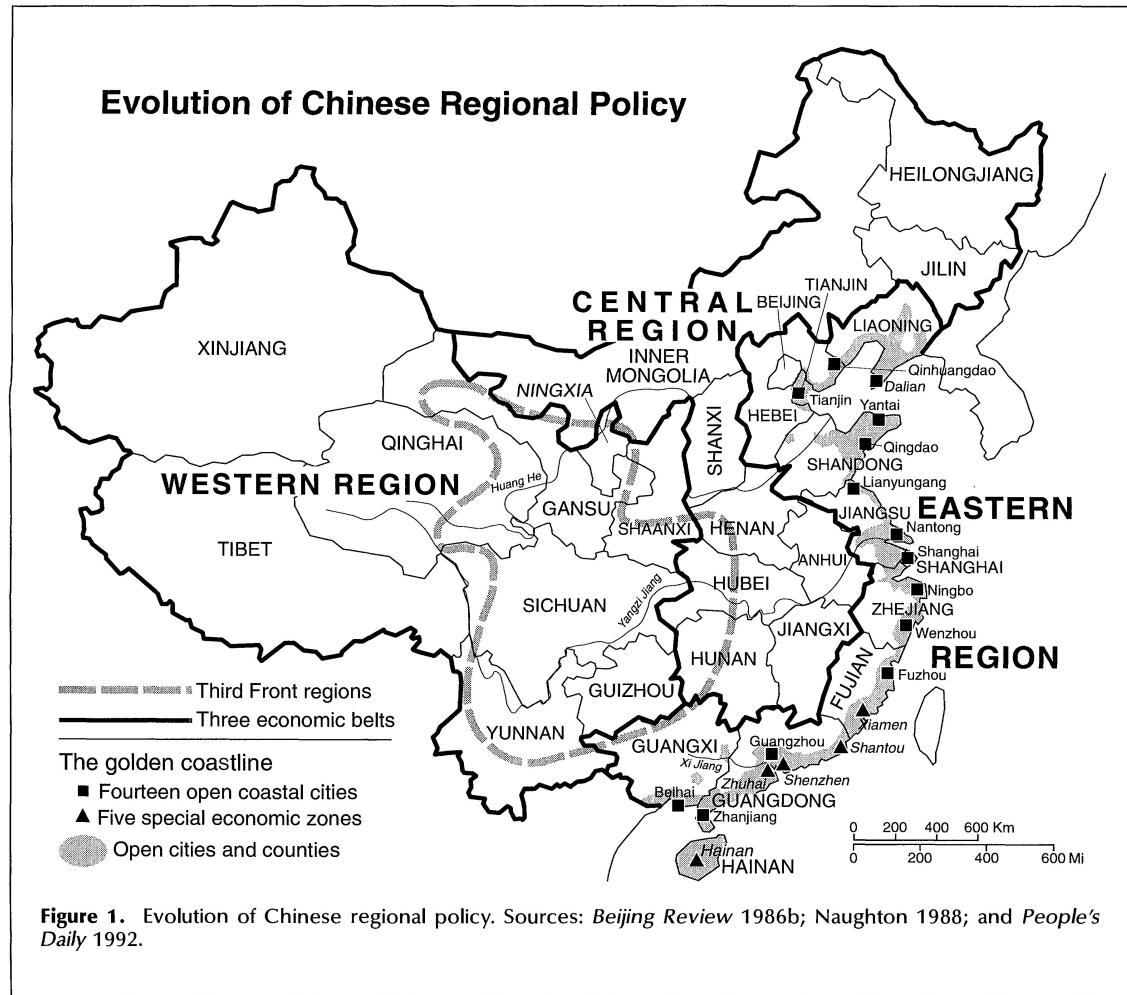 Evolution of Chinese Regional Policy
HEILONGJIANG
JILIN
TIANJIN
BEIJING
LIAONING
CENTRAL
REGION
XINJIANG
INNER
MONGOLIA
NINGXIA
Qinhuangdao
Dalian
Tianjin
HEBEI
Yantai
SHANXI
QINGHAI
Qingdao
SHANDONG
WESTERN REGION
Huang He
Lianyungang
GANSU
EASTERN
JIANGSU
SHAANXI
HENAN
Nantong
TIBET
ANHUI
Shanghai
SHANGHAI
HUBEI
Ningbo
SICHUAN
Yangzi Jiang
ZHEJIANG
JIANGXI
Wenzhou
HUNAN
REGION
GUIZHOU
FUJIAN
Fuzhou
Third Front regions
Three economic belts
YUNNAN
Xiamen
GUANGXI
Guangzhou
Shantou
Xi Jiang
The golden coastline
Zhuhai
Shenzhen
Fourteen open coastal cities
Beihai
GUANGDONG
Zhanjiang
Five special economic zones
0 200 400 600 Km
Open cities and counties
Hainan
HAINAN
0 200 400 600 Mi
Figure 1. Evolution of Chinese regional policy. Sources: Beijing Review 1986b; Naughton 1988; and People's
Daily 1992.